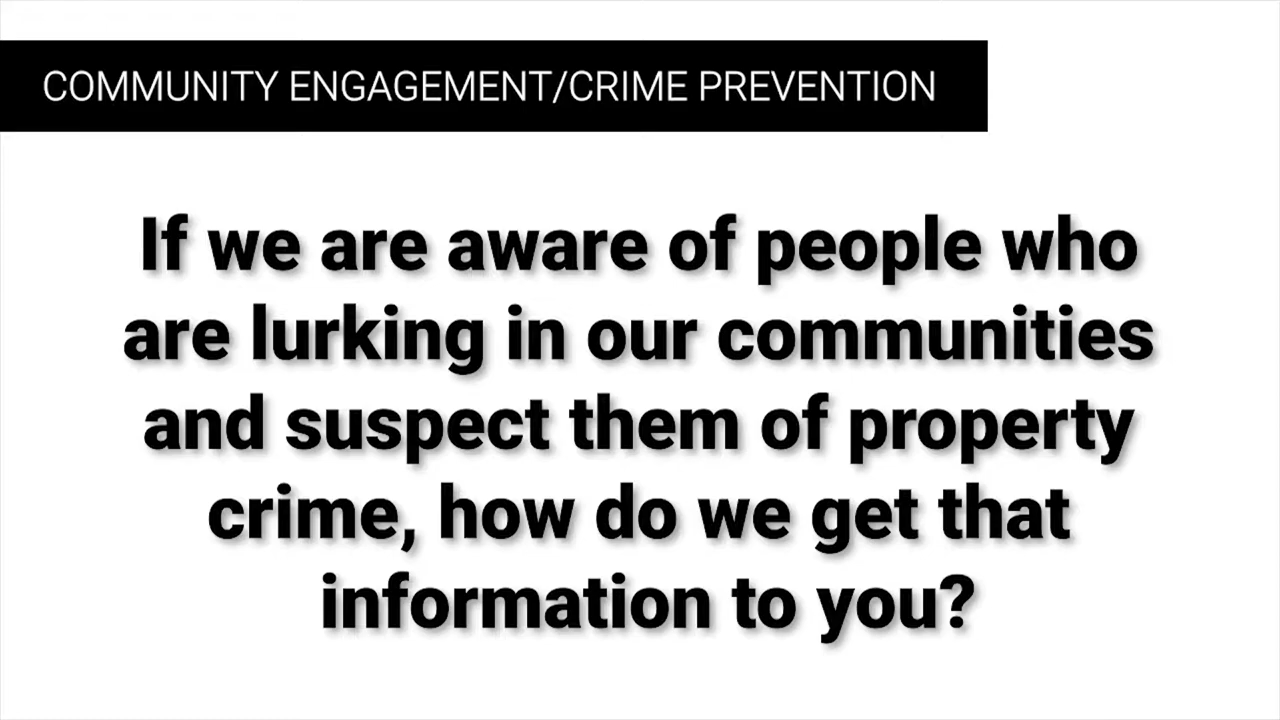 COMMUNITY ENGAGEMENT/CRIME PREVENTION
If we are aware of people who
are lurking in our communities
and suspect them of property
crime, how do we get that
information to you?